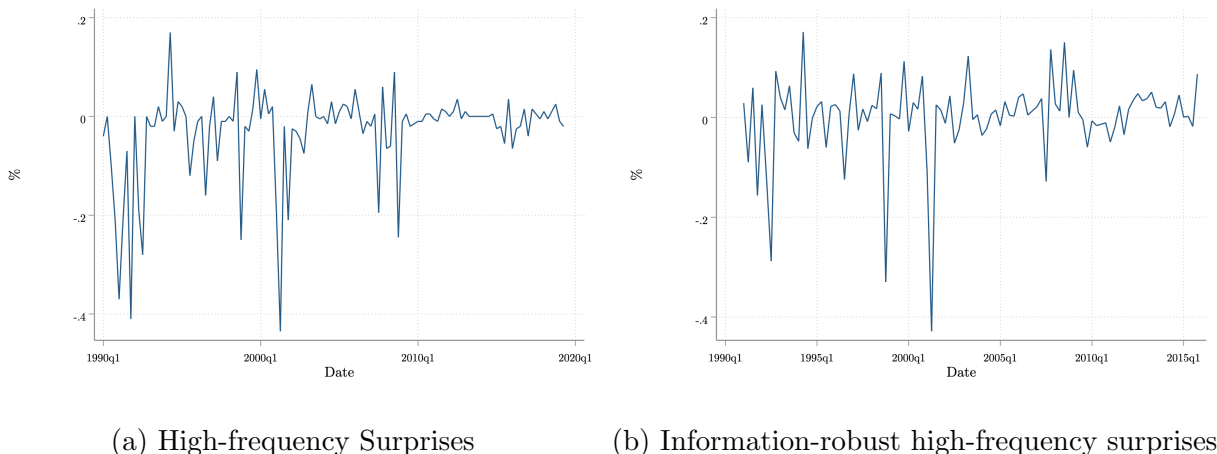 .2
0
-.2
-.4
%
1990q1 2000q1 2010q1 2020q1
Date
(a) High-frequency Surprises
.2
0
-.2
-.4
%
1990q1 1995q1 2000q1 2005q1 2010q1 2015q1
Date
(b) Information-robust high-frequency surprises